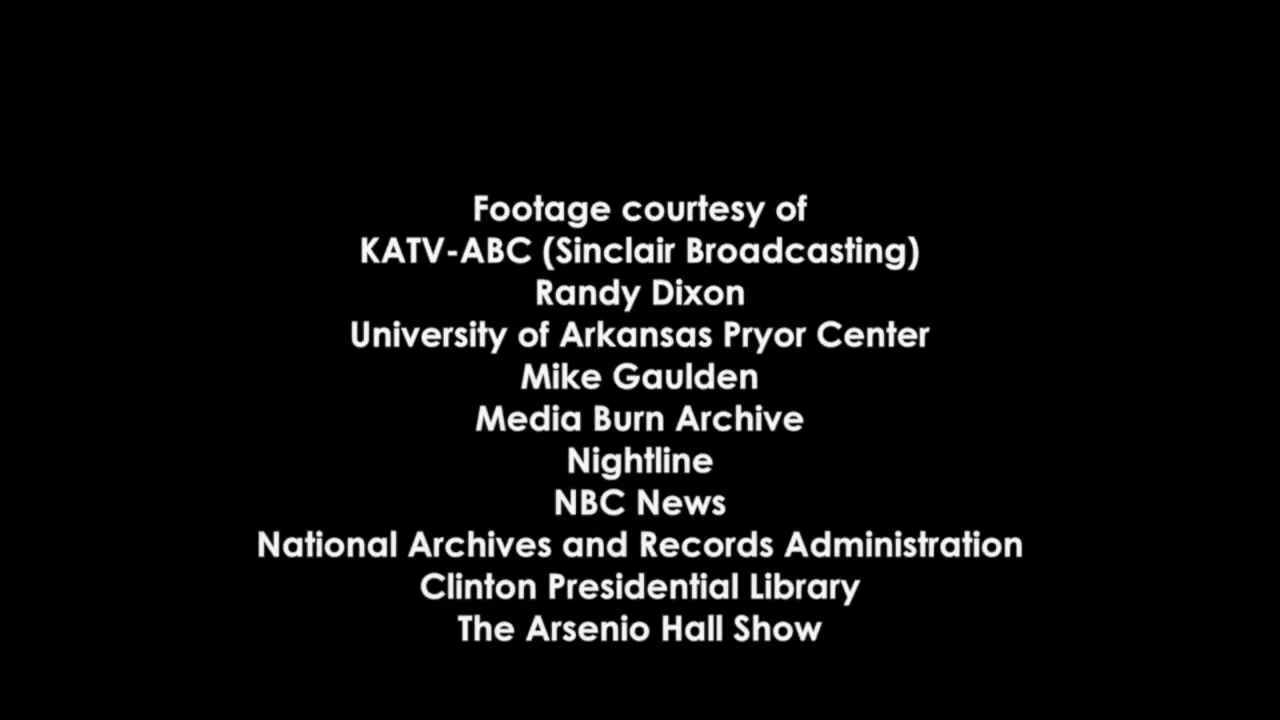 Footage courtesy of
KATV-ABC (Sinclair Broadcasting)
Randy Dixon
University of Arkansas Pryor Center
Mike Gaulden
Media Burn Archive
Nightline
NBC News
National Archives and Records Administration
Clinton Presidential Library
The Arsenio Hall Show